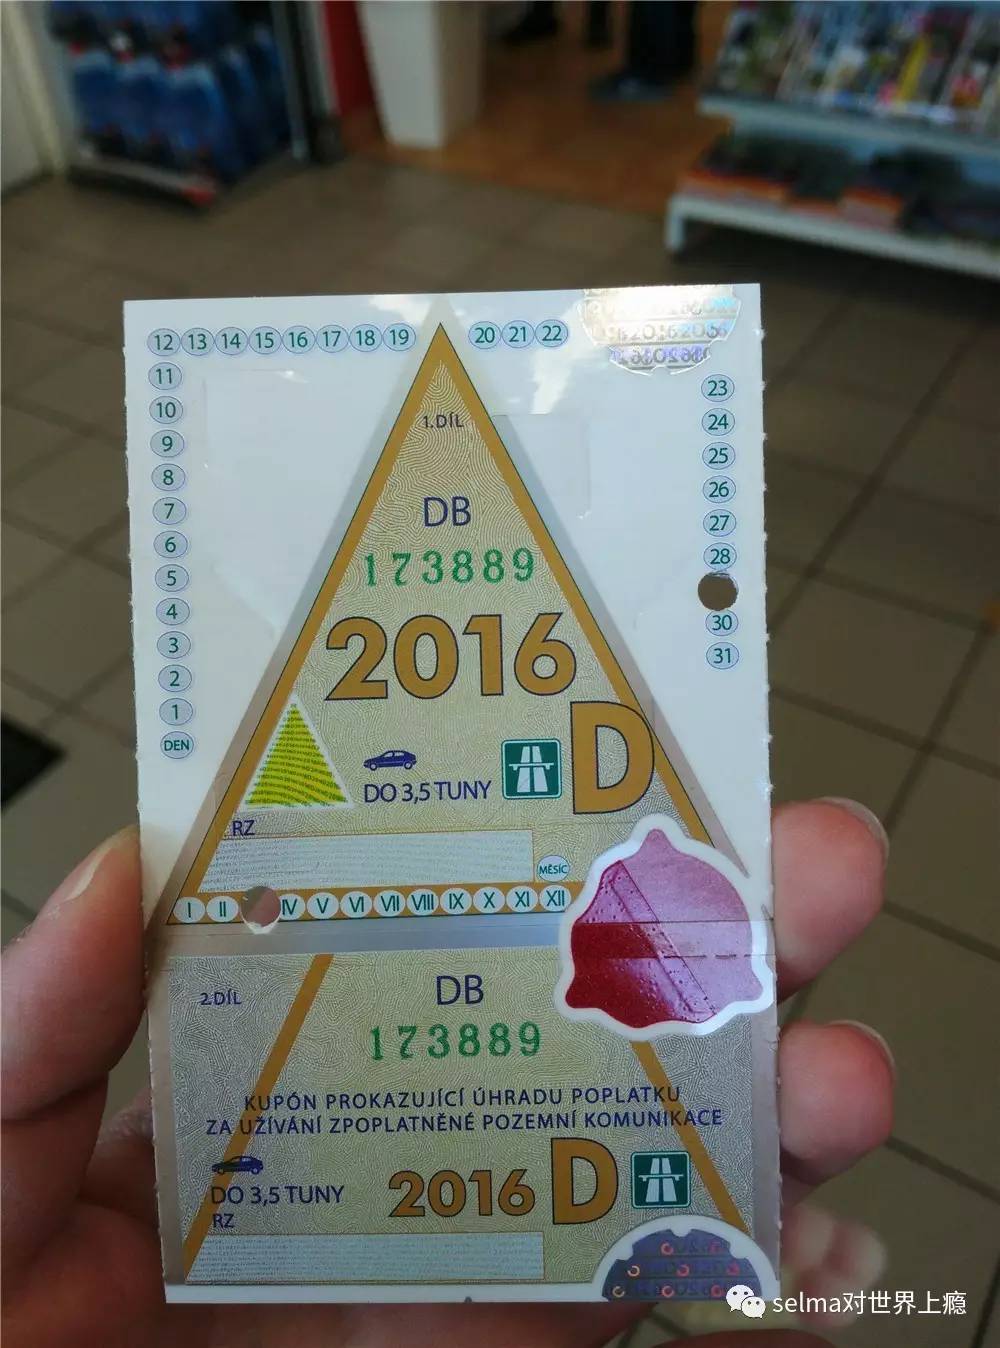 12 13 14 15 16 17 18 19 20 21 22
11
10
9
8
7
6
5
4
3
2
1
DEN
23
24
25
26
27
28
30
31
1.DÍL
DB
173889
2016
D
DO 3,5 TUNY
RZ
MĚSÍC
I II IV V VI VII VIII IX X XI XII
2.DÍL
DB
173889
KUPÓN PROKAZUJÍCÍ ÚHRADU POPLATKU
ZA UŽÍVÁNÍ ZPOPLATNĚNÉ POZEMNÍ KOMUNIKACE
DO 3,5 TUNY
RZ
2016 D
selma对世界上瘾